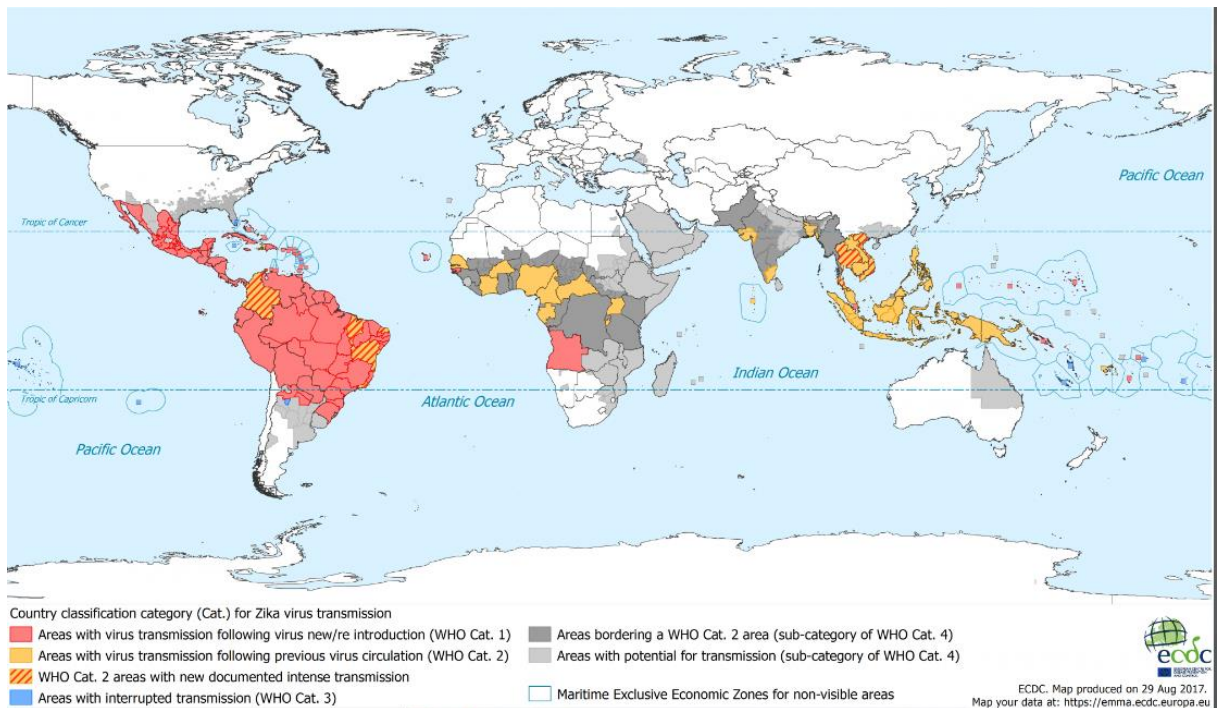 Pacific Ocean
Tropic of Cancer
Indian Ocean
Tropic of Capricorn
Atlantic Ocean
Pacific Ocean
Country classification category (Cat.) for Zika virus transmission
Areas with virus transmission following virus new/re introduction (WHO Cat. 1)
Areas with virus transmission following previous virus circulation (WHO Cat. 2)
WHO Cat. 2 areas with new documented intense transmission
Areas with interrupted transmission (WHO Cat. 3)
Areas bordering a WHO Cat. 2 area (sub-category of WHO Cat. 4)
Areas with potential for transmission (sub-category of WHO Cat. 4)
Maritime Exclusive Economic Zones for non-visible areas
ecdc
ECDC. Map produced on 29 Aug 2017.
Map your data at: https://emma.ecdc.europa.eu